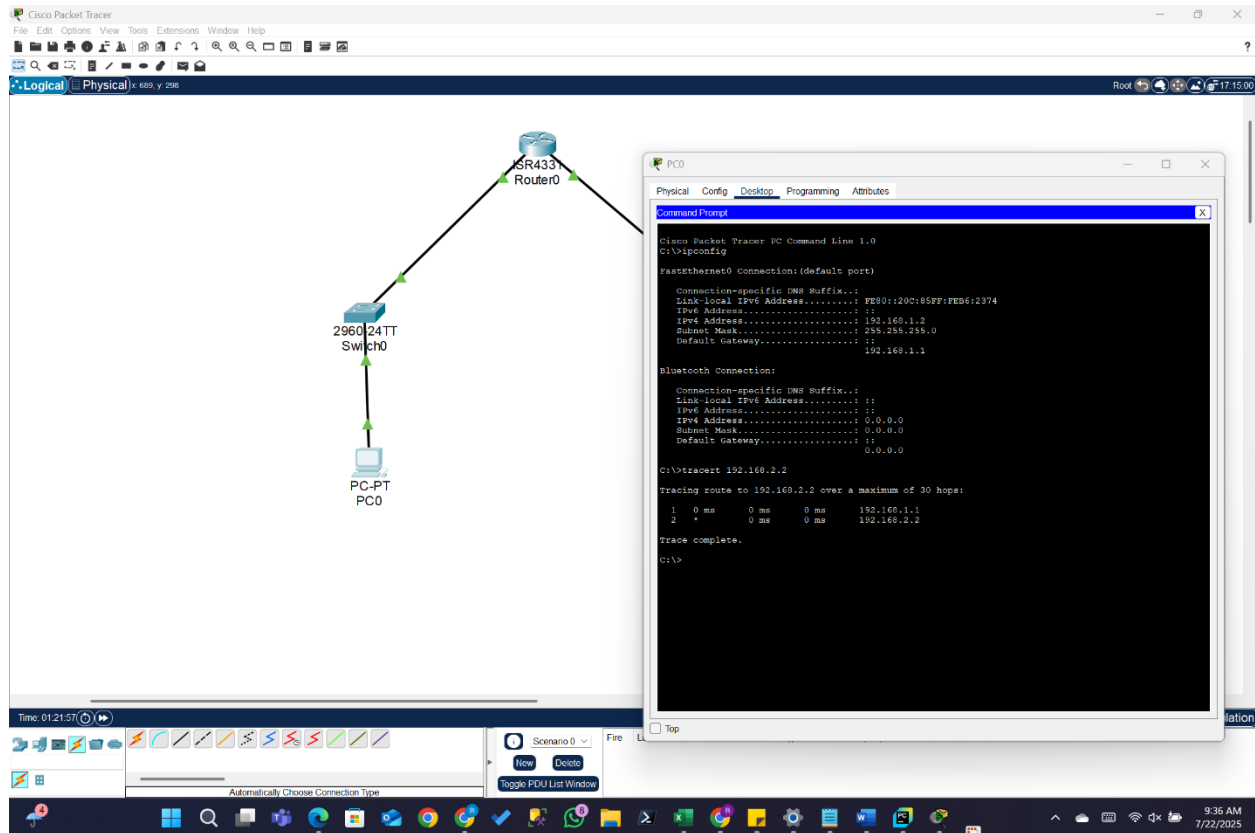 Cisco Packet Tracer
File Edit Options View Tools Extensions Window Help
?
Logical Physical x: 689, y: 298
Root 17:15:00
ISR4331
Router0
2960-24TT
Switch0
PC-PT
PC0
PC0
Physical Config Desktop Programming Attributes
Command Prompt X
Cisco Packet Tracer PC Command Line 1.0
C:\>ipconfig
FastEthernet0 Connection:(default port)
Connection-specific DNS Suffix..:
Link-local IPv6 Address.........: FE80::20C:85FF:FEB6:2374
IPv6 Address....................: ::
IPv4 Address....................: 192.168.1.2
Subnet Mask.....................: 255.255.255.0
Default Gateway.................: ::
192.168.1.1
Bluetooth Connection:
Connection-specific DNS Suffix..:
Link-local IPv6 Address.........: ::
IPv6 Address....................: ::
IPv4 Address....................: 0.0.0.0
Subnet Mask.....................: 0.0.0.0
Default Gateway.................: ::
0.0.0.0
C:\>tracert 192.168.2.2
Tracing route to 192.168.2.2 over a maximum of 30 hops:
1 0 ms 0 ms 0 ms 192.168.1.1
2 * 0 ms 0 ms 192.168.2.2
Trace complete.
C:\>
Top
Time: 01:21:57
Scenario 0
New Delete
Toggle PDU List Window
Fire
Automatically Choose Connection Type
4
8
9:36 AM
7/22/2025